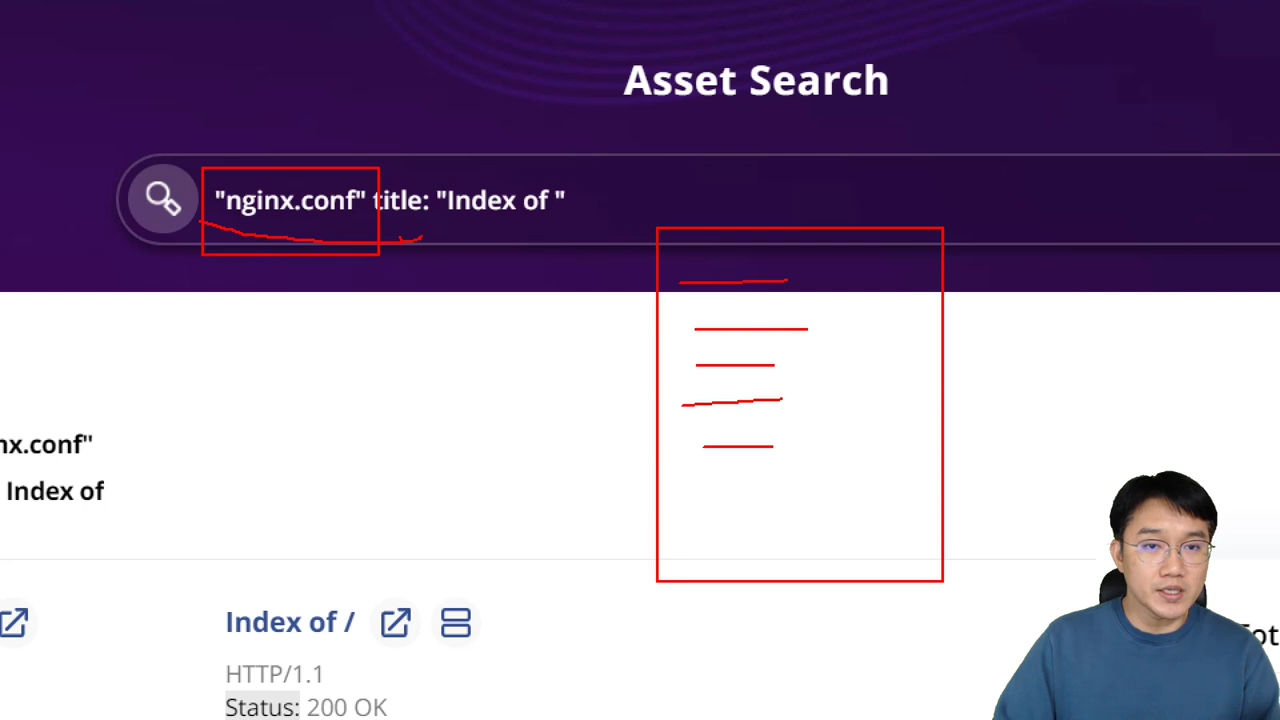 Asset Search
"nginx.conf" title: "Index of "
nx.conf"
Index of
Index of /
HTTP/1.1
Status: 200 OK